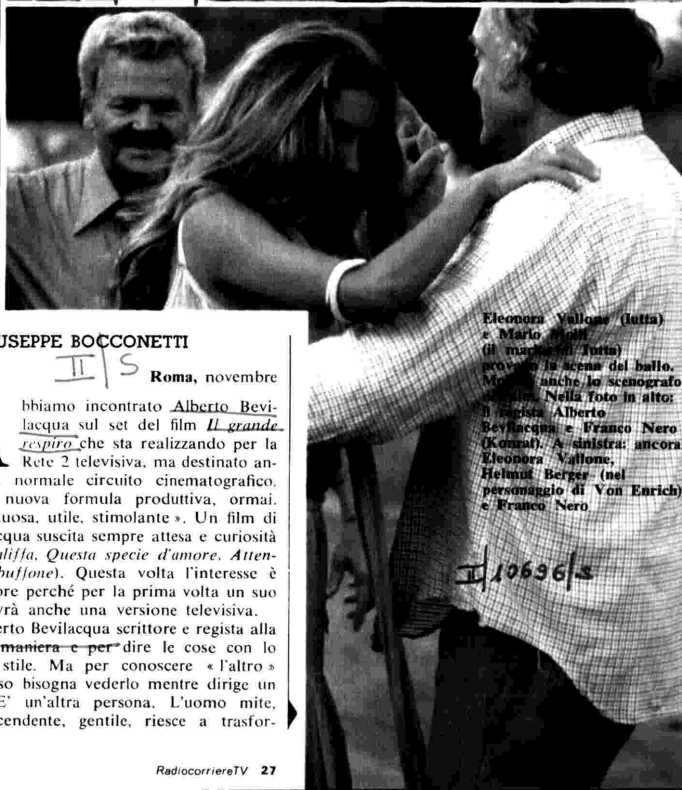 USEPPE BOCCONETTI
II/S
Roma, novembre
bbiamo incontrato Alberto Bevi-
lacqua sul set del film Il grande
respiro che sta realizzando per la
Rete 2 televisiva, ma destinato an-
normale circuito cinematografico.
nuova formula produttiva, ormai.
uosa, utile, stimolante ». Un film di
cqua suscita sempre attesa e curiosità
liffa, Questa specie d'amore, Atten-
buffone). Questa volta l'interesse è
ore perché per la prima volta un suo
vrà anche una versione televisiva.
erto Bevilacqua scrittore e regista alla
maniera e per dire le cose con lo
stile. Ma per conoscere « l'altro »
so bisogna vederlo mentre dirige un
E' un'altra persona. L'uomo mite,
cendente, gentile, riesce a trasfor-
RadiocorriereTV 27
Eleonora Vallone (Iutta)
e Mario
(il marito di Iutta)
provano la scena del ballo.
anche lo scenografo
Nella foto in alto:
il regista Alberto
Bevilacqua e Franco Nero
(Konrat). A sinistra: ancora
Eleonora Vallone,
Helmut Berger (nel
personaggio di Von Enrich)
e Franco Nero
II/10696/S